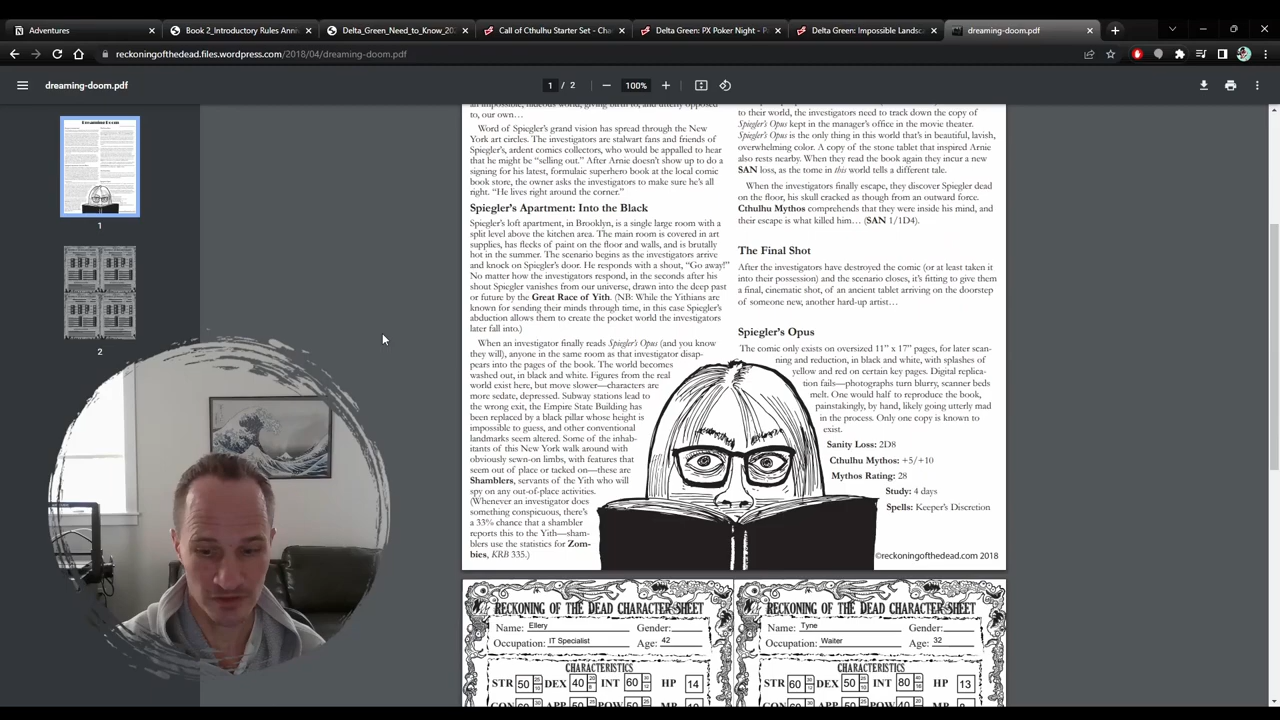 Adventures
Book 2_Introductory Rules Anni
Delta_Green_Need_to_Know_202
Call of Cthulhu Starter Set - Cha
Delta Green: PX Poker Night - P
Delta Green: Impossible Landsca
dreaming-doom.pdf
reckoningofthedead.files.wordpress.com/2018/04/dreaming-doom.pdf
dreaming-doom.pdf
1 / 2
100%
1
2
an impossible, hideous world, giving birth to, and utterly opposed
to, our own…
Word of Spiegler's grand vision has spread through the New
York art circles. The investigators are stalwart fans and friends of
Spiegler's, ardent comics collectors, who would be appalled to hear
that he might be “selling out.” After Arnie doesn't show up to do a
signing for his latest, formulaic superhero book at the local comic
book store, the owner asks the investigators to make sure he's all
right. “He lives right around the corner.”
Spiegler's Apartment: Into the Black
Spiegler's loft apartment, in Brooklyn, is a single large room with a
split level above the kitchen area. The main room is covered in art
supplies, has flecks of paint on the floor and walls, and is brutally
hot in the summer. The scenario begins as the investigators arrive
and knock on Spiegler's door. He responds with a shout, “Go away!”
No matter how the investigators respond, in the seconds after his
shout Spiegler vanishes from our universe, drawn into the deep past
or future by the Great Race of Yith. (NB: While the Yithians are
known for sending their minds through time, in this case Spiegler's
abduction allows them to create the pocket world the investigators
later fall into.)
When an investigator finally reads Spiegler's Opus (and you know
they will), anyone in the same room as that investigator disap-
pears into the pages of the book. The world becomes
washed out, in black and white. Figures from the real
world exist here, but move slower—characters are
more sedate, depressed. Subway stations lead to
the wrong exit, the Empire State Building has
been replaced by a black pillar whose height is
impossible to guess, and other conventional
landmarks seem altered. Some of the inhab-
itants of this New York walk around with
obviously sewn-on limbs, with features that
seem out of place or tacked on—these are
Shamblers, servants of the Yith who will
spy on any out-of-place activities.
(Whenever an investigator does
something conspicuous, there's
a 33% chance that a shambler
reports this to the Yith—sham-
blers use the statistics for Zom-
bies, KRB 335.)
to their world, the investigators need to track down the copy of
Spiegler's Opus kept in the manager's office in the movie theater.
Spiegler's Opus is the only thing in this world that's in beautiful, lavish,
overwhelming color. A copy of the stone tablet that inspired Arnie
also rests nearby. When they read the book again they incur a new
SAN loss, as the tome in this world tells a different tale.
When the investigators finally escape, they discover Spiegler dead
on the floor, his skull cracked as though from an outward force.
Cthulhu Mythos comprehends that they were inside his mind, and
their escape is what killed him… (SAN 1/1D4).
The Final Shot
After the investigators have destroyed the comic (or at least taken it
into their possession) and the scenario closes, it's fitting to give them
a final, cinematic shot, of an ancient tablet arriving on the doorstep
of someone new, another hard-up artist…
Spiegler's Opus
The comic only exists on oversized 11” x 17” pages, for later scan-
ning and reduction, in black and white, with splashes of
yellow and red on certain key pages. Digital replica-
tion fails—photographs turn blurry, scanner beds
melt. One would half to reproduce the book,
painstakingly, by hand, likely going utterly mad
in the process. Only one copy is known to
exist.
Sanity Loss: 2D8
Cthulhu Mythos: +5/+10
Mythos Rating: 28
Study: 4 days
Spells: Keeper's Discretion
©reckoningofthedead.com 2018
RECKONING OF THE DEAD CHARACTER SHEET
Name: Ellery Gender:
Occupation: IT Specialist Age: 42
CHARACTERISTICS
STR 50 DEX 40 INT 60 HP 14
RECKONING OF THE DEAD CHARACTER SHEET
Name: Tyne Gender:
Occupation: Waiter Age: 32
CHARACTERISTICS
STR 60 DEX 50 INT 80 HP 13